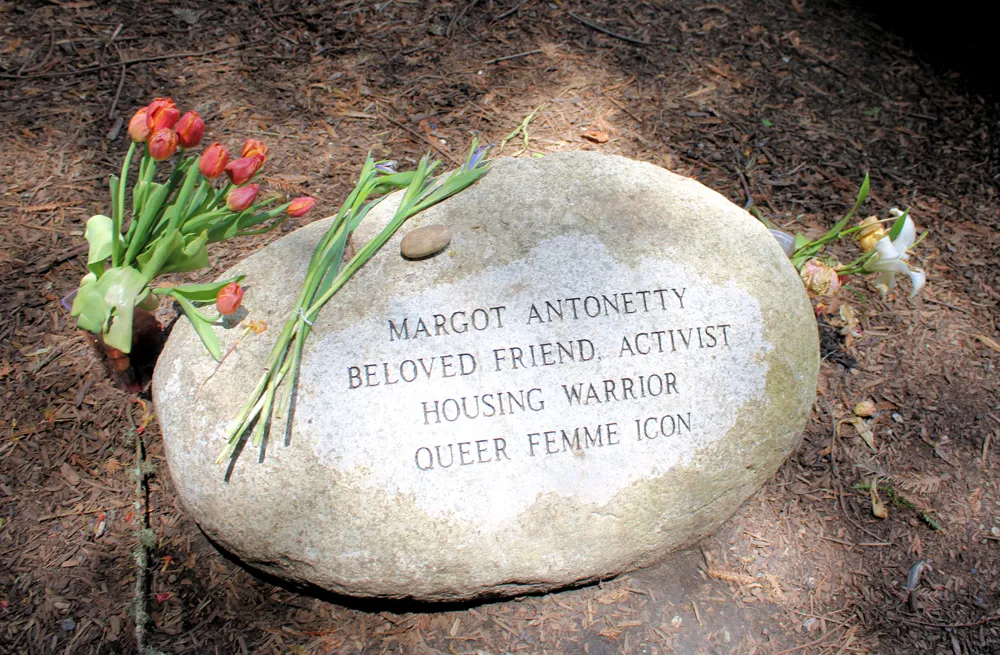 MARGOT ANTONETTY
BELOVED FRIEND, ACTIVIST
HOUSING WARRIOR
QUEER FEMME ICON